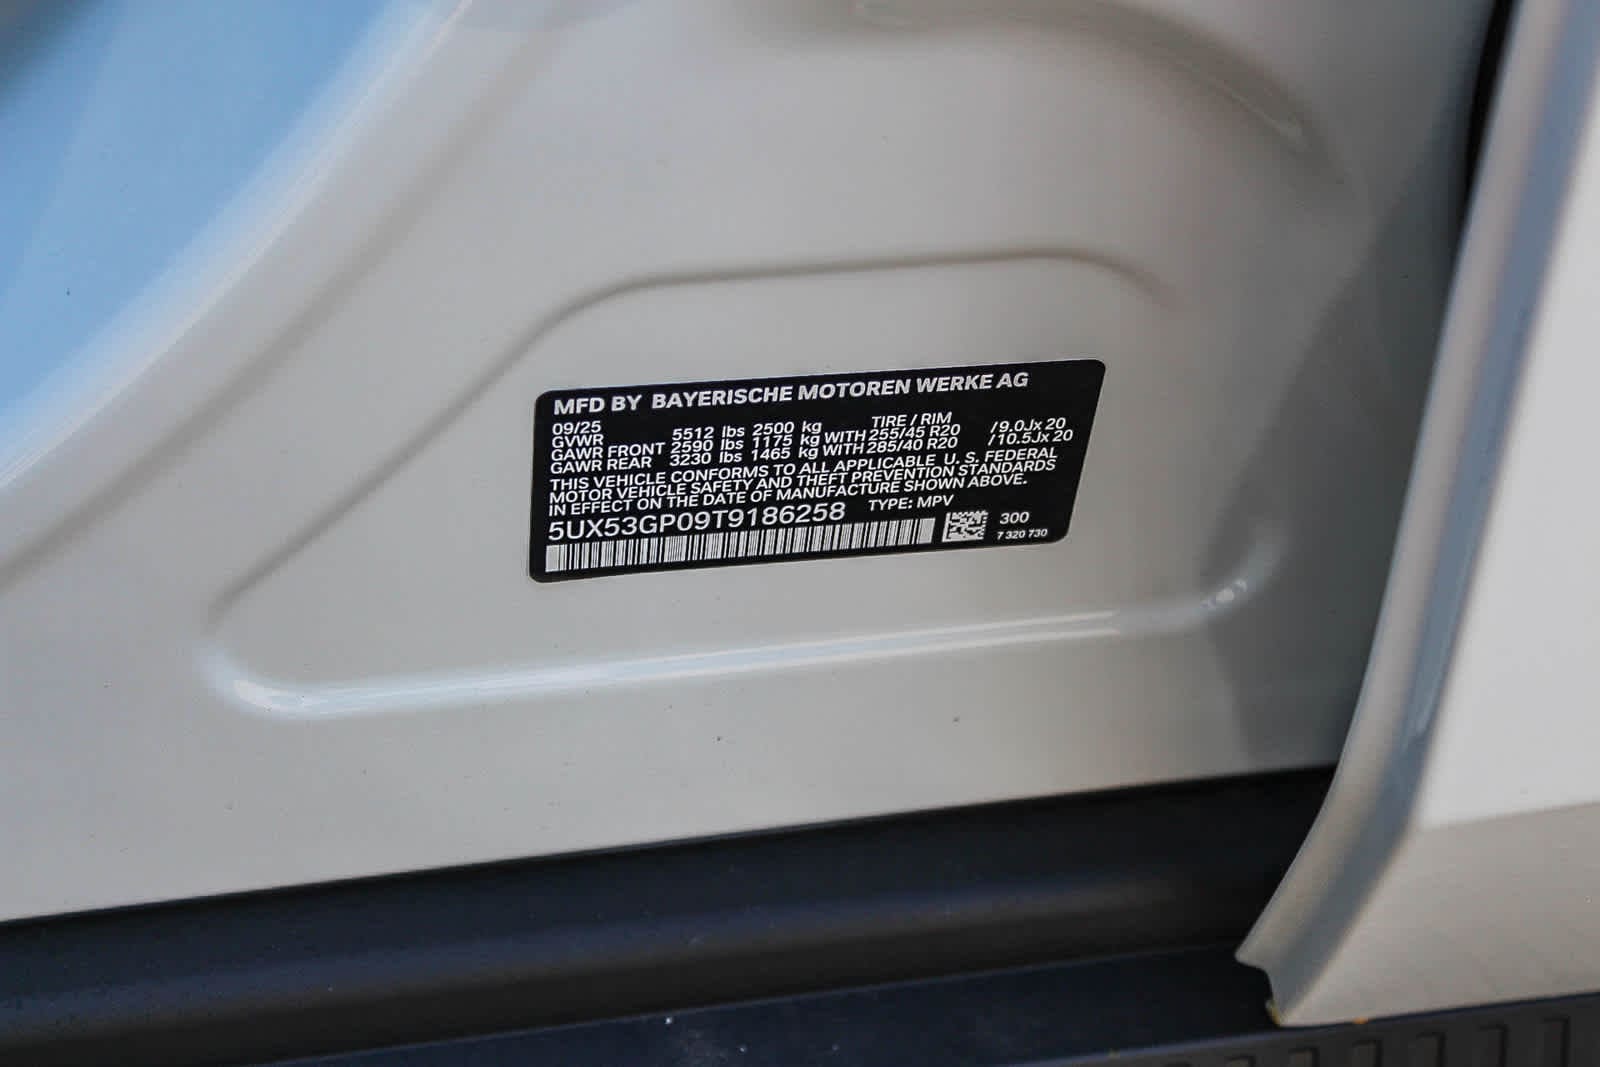 MFD BY BAYERISCHE MOTOREN WERKE AG
09/25 TIRE / RIM
GVWR 5512 lbs 2500 kg
GAWR FRONT 2590 lbs 1175 kg WITH 255/45 R20 /9.0Jx 20
GAWR REAR 3230 lbs 1465 kg WITH 285/40 R20 /10.5Jx 20
THIS VEHICLE CONFORMS TO ALL APPLICABLE U. S. FEDERAL
MOTOR VEHICLE SAFETY AND THEFT PREVENTION STANDARDS
IN EFFECT ON THE DATE OF MANUFACTURE SHOWN ABOVE.
5UX53GP09T9186258 TYPE: MPV
300
7 320 730